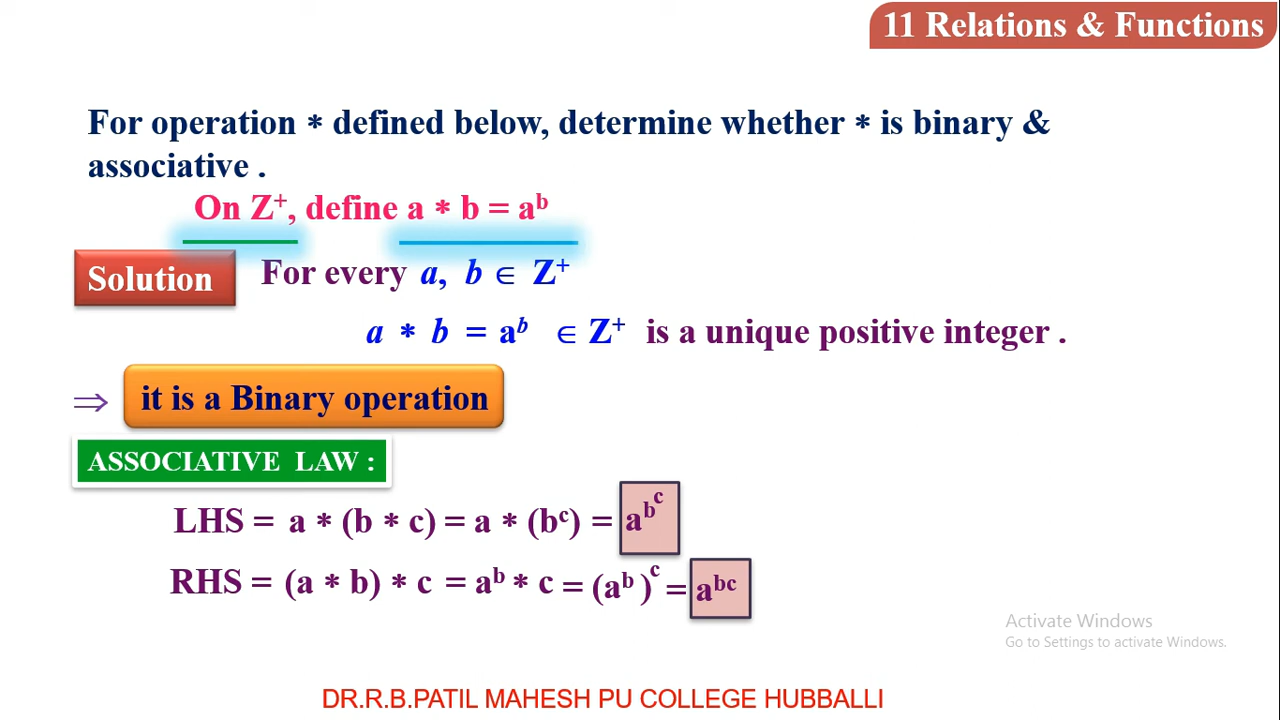 11 Relations & Functions
For operation ∗ defined below, determine whether ∗ is binary &
associative .
On Z⁺, define a ∗ b = aᵇ
Solution For every a, b ∈ Z⁺
a ∗ b = aᵇ ∈ Z⁺ is a unique positive integer .
⇒ it is a Binary operation
ASSOCIATIVE LAW :
LHS = a ∗ (b ∗ c) = a ∗ (bᶜ) = a^b^c
RHS = (a ∗ b) ∗ c = aᵇ ∗ c = (aᵇ )ᶜ = aᵇᶜ
Activate Windows
Go to Settings to activate Windows.
DR.R.B.PATIL MAHESH PU COLLEGE HUBBALLI